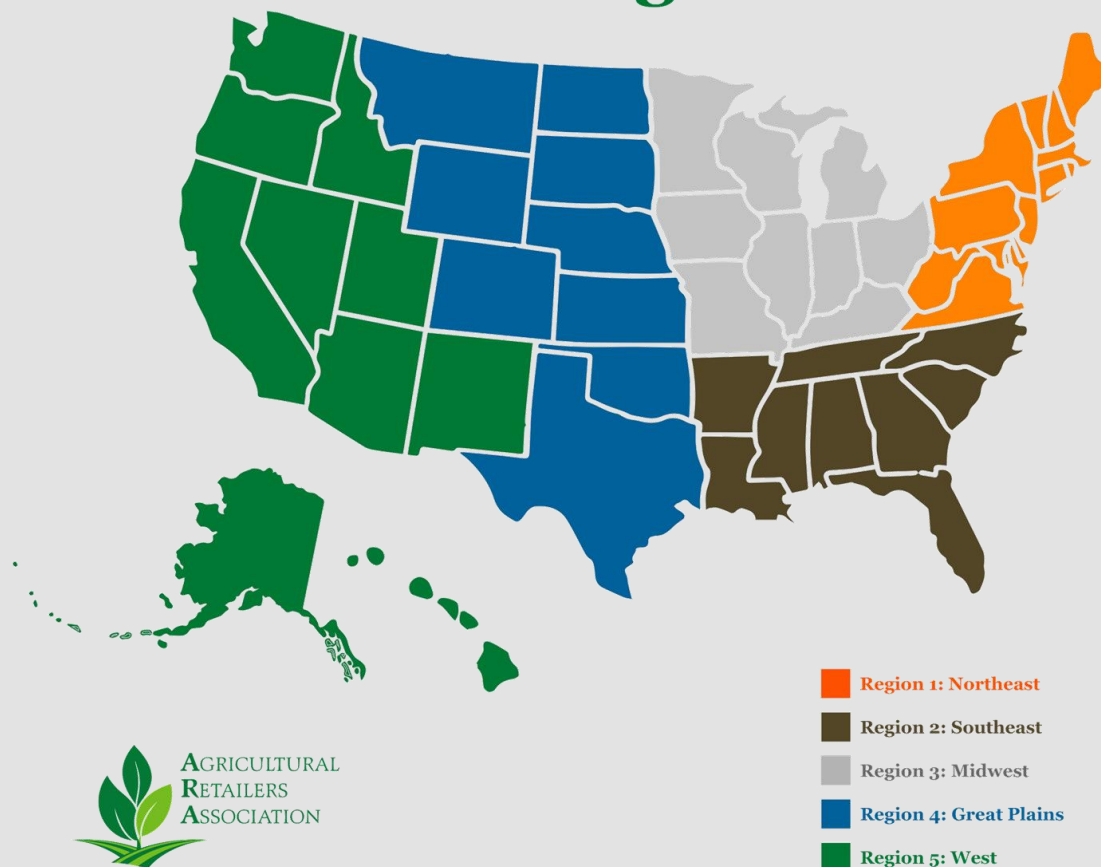 Region 1: Northeast
Region 2: Southeast
Region 3: Midwest
Region 4: Great Plains
Region 5: West
AGRICULTURAL
RETAILERS
ASSOCIATION